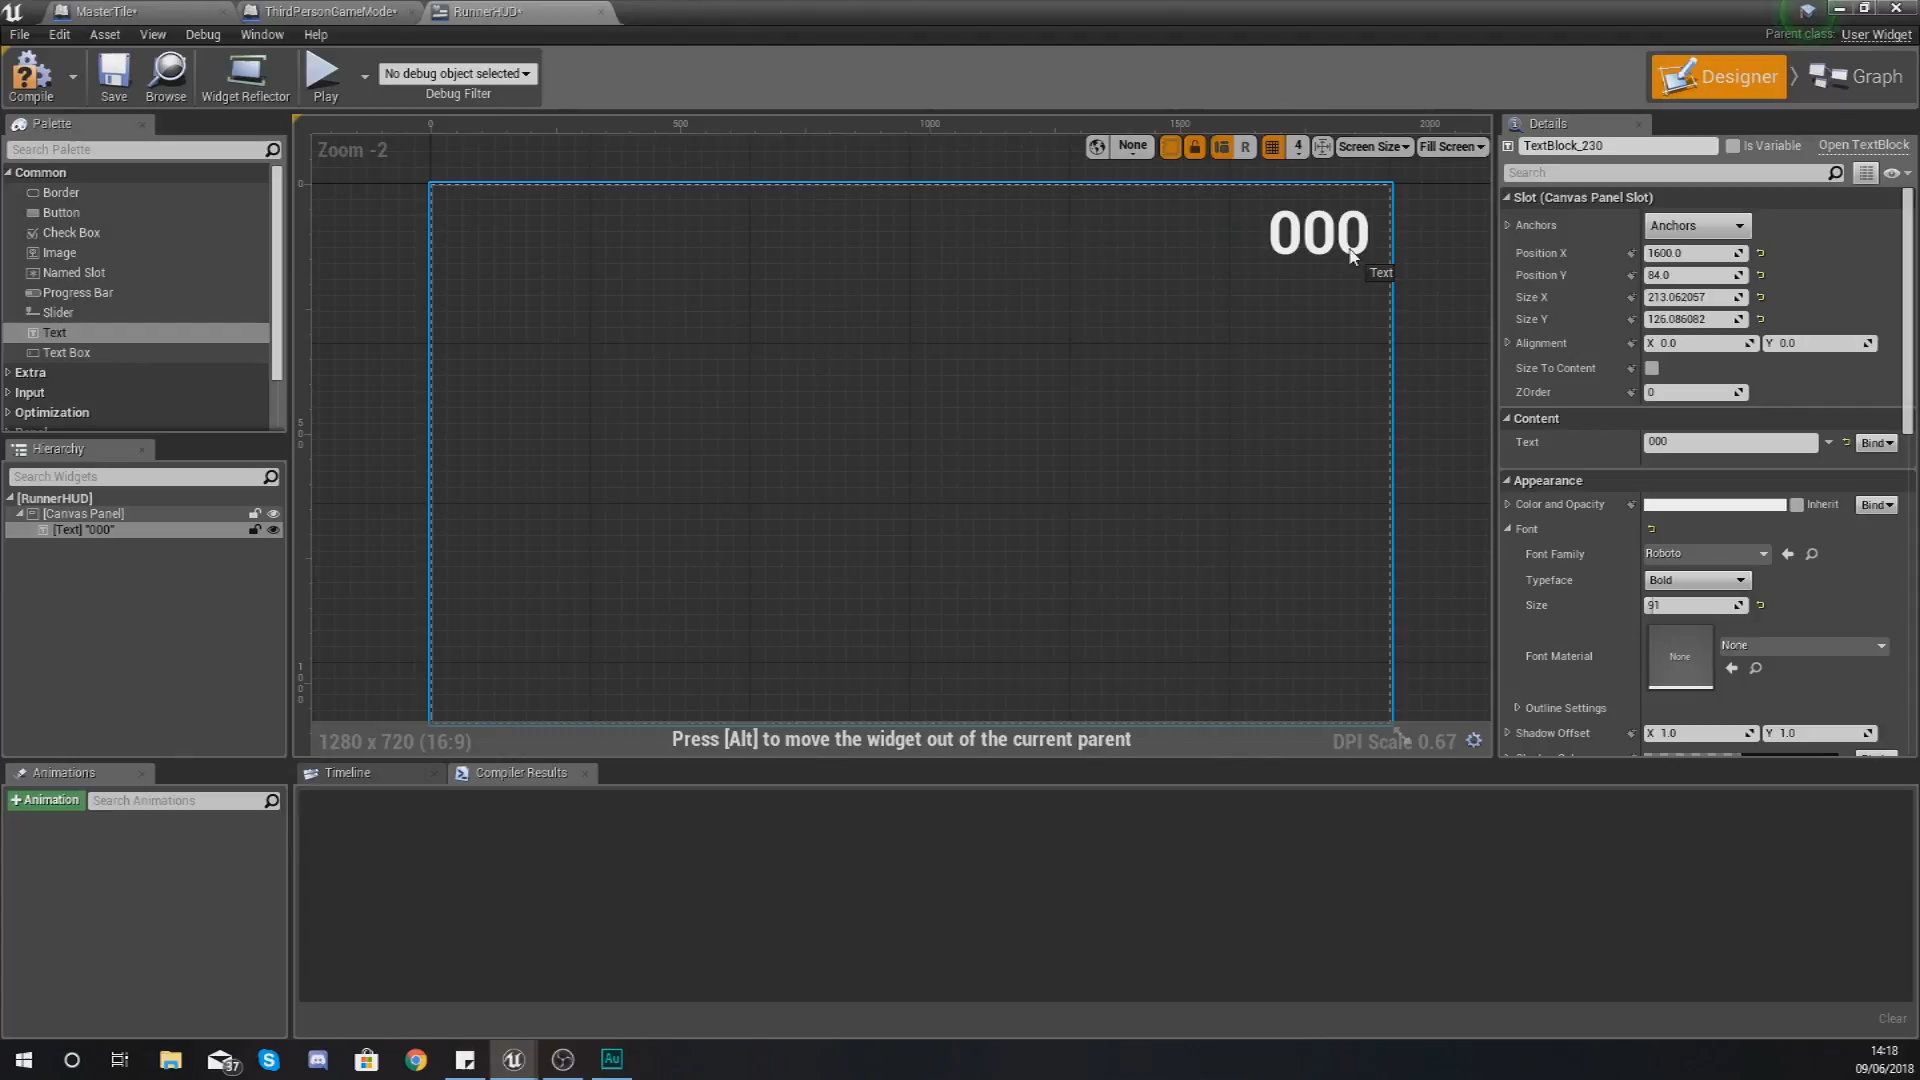 MasterTile*
ThirdPersonGameMode*
RunnerHUD*
File Edit Asset View Debug Window Help
Parent class: User Widget
Compile
Save
Browse
Widget Reflector
Play
No debug object selected
Debug Filter
Designer
Graph
Palette
Search Palette
Common
Border
Button
Check Box
Image
Named Slot
Progress Bar
Slider
Text
Text Box
Extra
Input
Optimization
Hierarchy
Search Widgets
[RunnerHUD]
[Canvas Panel]
[Text] "000"
Animations
+Animation
Search Animations
0 500 1000 1500 2000
Zoom -2
None
R
4
Screen Size
Fill Screen
0
500
1000
000
Text
1280 x 720 (16:9)
Press [Alt] to move the widget out of the current parent
DPI Scale 0.67
Timeline
Compiler Results
Clear
Details
TextBlock_230
Is Variable
Open TextBlock
Search
Slot (Canvas Panel Slot)
Anchors Anchors
Position X 1600.0
Position Y 84.0
Size X 213.062057
Size Y 126.086082
Alignment X 0.0 Y 0.0
Size To Content
ZOrder 0
Content
Text 000 Bind
Appearance
Color and Opacity Inherit Bind
Font
Font Family Roboto
Typeface Bold
Size 91
Font Material None None
Outline Settings
Shadow Offset X 1.0 Y 1.0
37
Au
14:18
09/06/2018